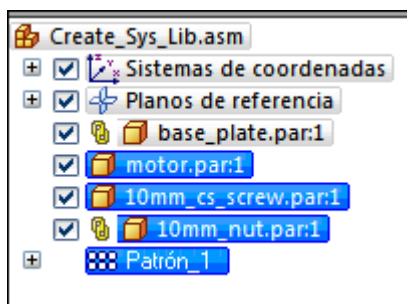 Create_Sys_Lib.asm
Sistemas de coordenadas
Planos de referencia
base_plate.par:1
motor.par:1
10mm_cs_screw.par:1
10mm_nut.par:1
Patrón_1